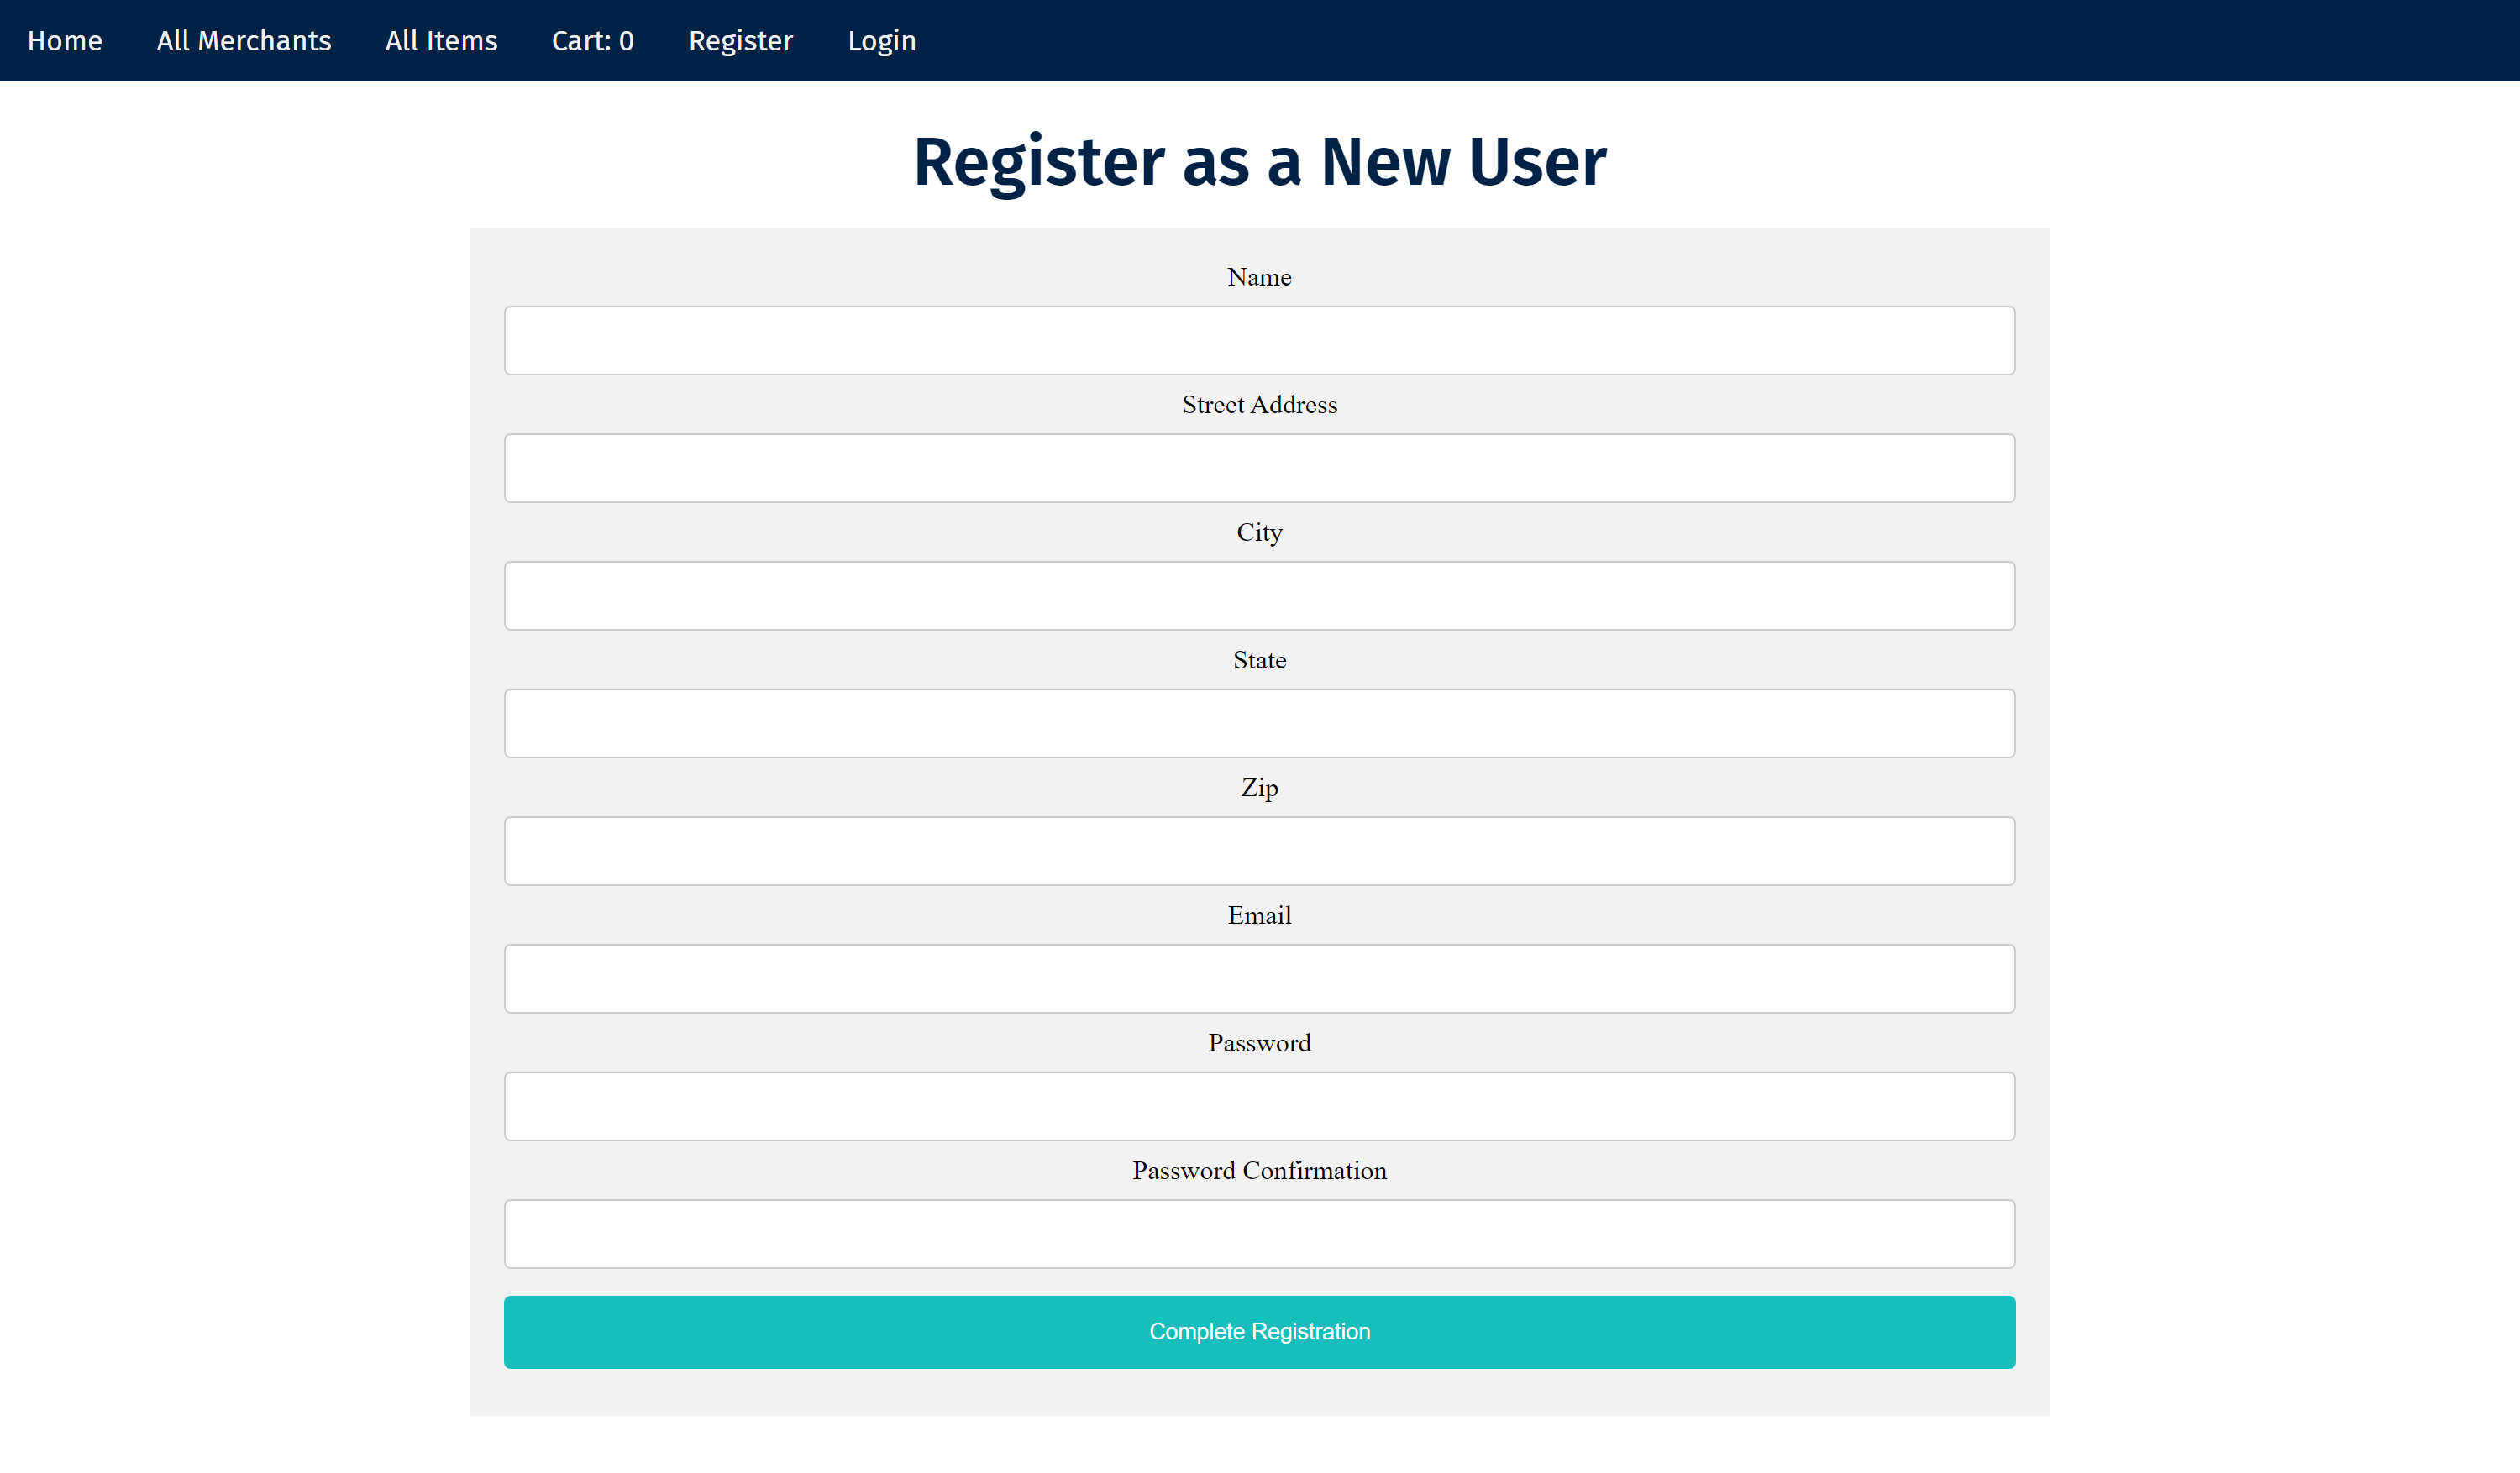 Home All Merchants All Items Cart: 0 Register Login
Register as a New User
Name
Street Address
City
State
Zip
Email
Password
Password Confirmation
Complete Registration